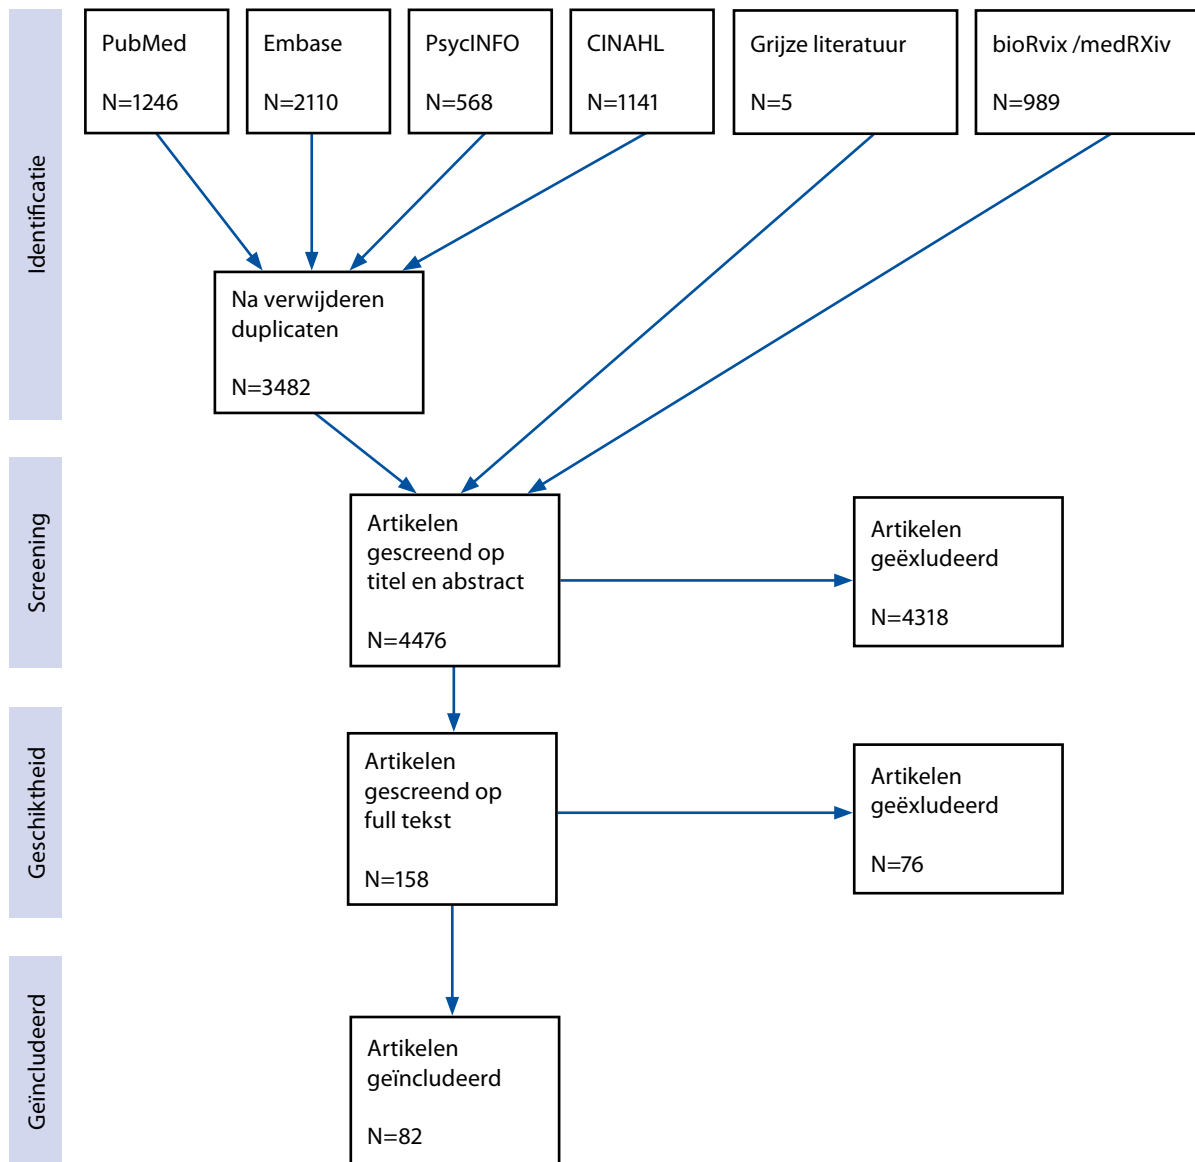 Identificatie
PubMed
N=1246
Embase
N=2110
PsycINFO
N=568
CINAHL
N=1141
Grijze literatuur
N=5
bioRvix /medRXiv
N=989
Na verwijderen
duplicaten
N=3482
Screening
Artikelen
gescreend op
titel en abstract
N=4476
Artikelen
geëxludeerd
N=4318
Geschiktheid
Artikelen
gescreend op
full tekst
N=158
Artikelen
geëxludeerd
N=76
Geïncludeerd
Artikelen
geïncludeerd
N=82